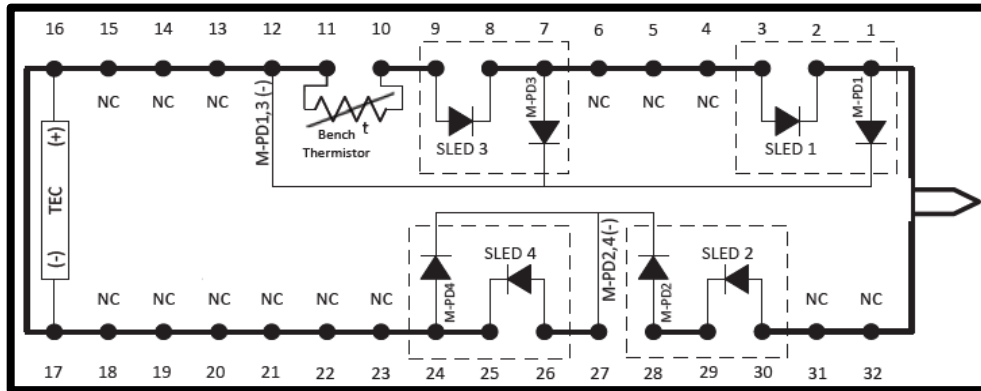 16 15 14 13 12 11 10 9 8 7 6 5 4 3 2 1
NC NC NC NC NC NC
M-PD1,3 (-)
t
Bench
Thermistor
M-PD3
SLED 3
M-PD1
SLED 1
(+)
TEC
(-)
SLED 4
M-PD4
M-PD2,4 (-)
SLED 2
M-PD2
NC NC NC NC NC NC NC NC
17 18 19 20 21 22 23 24 25 26 27 28 29 30 31 32